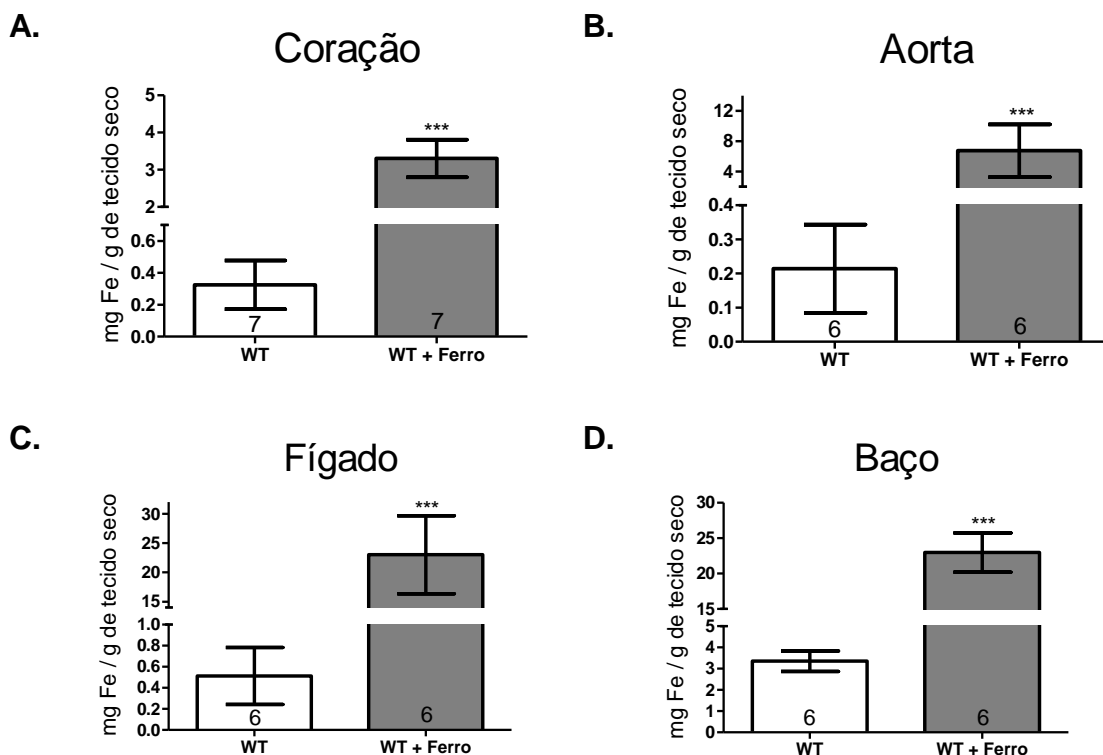 A.
Coração
mg Fe / g de tecido seco
5
4
3
2
0.6
0.4
0.2
0.0
***
7
7
WT
WT + Ferro
B.
Aorta
mg Fe / g de tecido seco
12
8
4
0.4
0.3
0.2
0.1
0.0
***
6
6
WT
WT + Ferro
C.
Fígado
mg Fe / g de tecido seco
30
25
20
15
1.0
0.8
0.6
0.4
0.2
0.0
***
6
6
WT
WT + Ferro
D.
Baço
mg Fe / g de tecido seco
30
25
20
15
5
4
3
2
1
0
***
6
6
WT
WT + Ferro